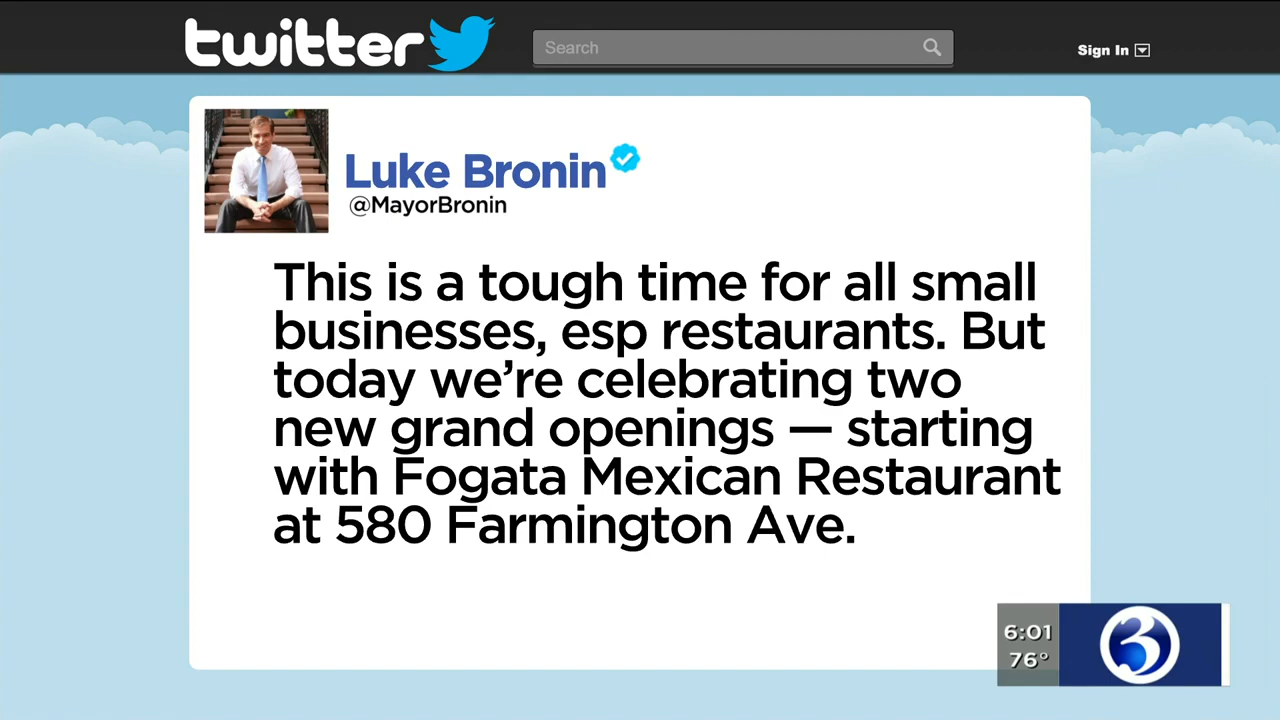 twitter
Search
Sign In
Luke Bronin
@MayorBronin
This is a tough time for all small
businesses, esp restaurants. But
today we’re celebrating two
new grand openings — starting
with Fogata Mexican Restaurant
at 580 Farmington Ave.
6:01
76°
3